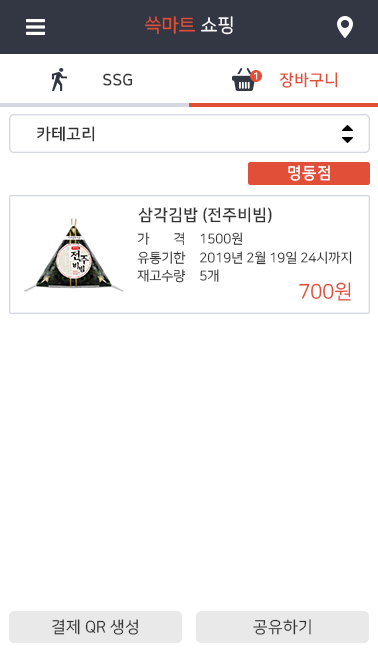 쓱마트 쇼핑
SSG
1
장바구니
카테고리
명동점
삼각김밥 (전주비빔)
가 격 1500원
유통기한 2019년 2월 19일 24시까지
재고수량 5개
700원
전주
비빔
결제 QR 생성
공유하기